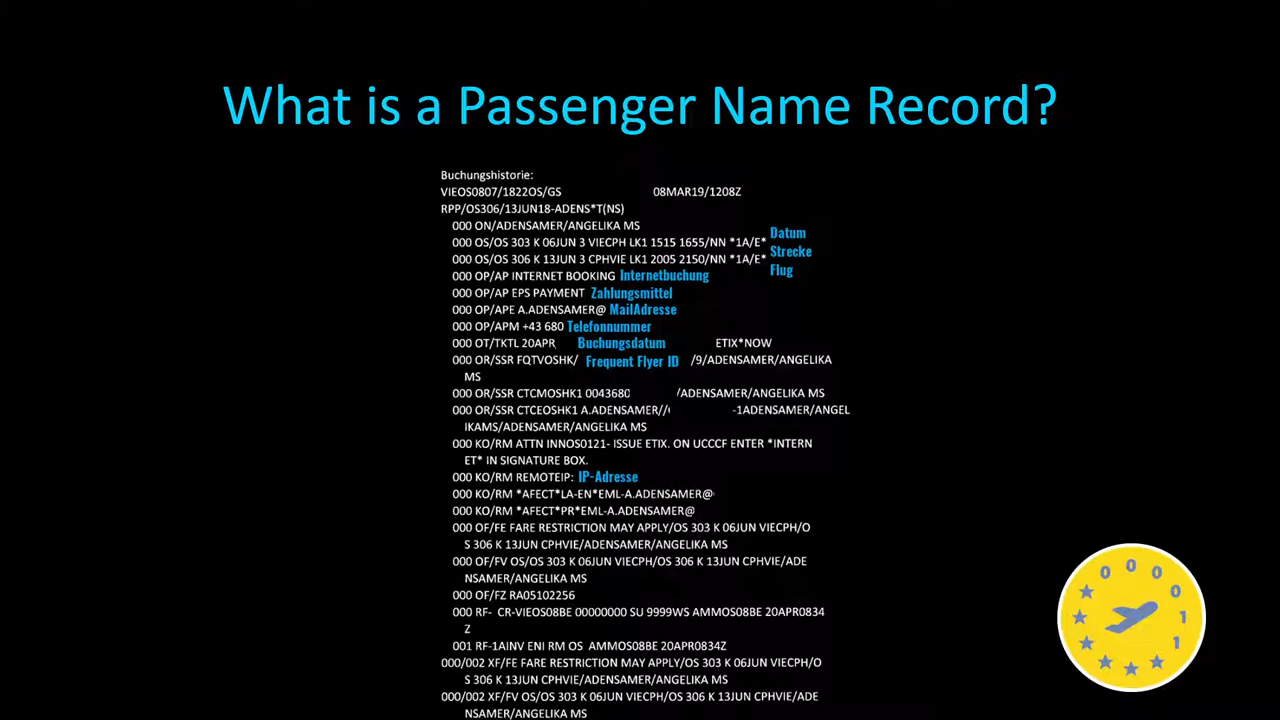 What is a Passenger Name Record?
Buchungshistorie:
VIEOS0807/1822OS/GS 08MAR19/1208Z
RPP/OS306/13JUN18-ADENS*T(NS)
000 ON/ADENSAMER/ANGELIKA MS
000 OS/OS 303 K 06JUN 3 VIECPH LK1 1515 1655/NN *1A/E* Datum
000 OS/OS 306 K 13JUN 3 CPHVIE LK1 2005 2150/NN *1A/E* Strecke
Flug
000 OP/AP INTERNET BOOKING Internetbuchung
000 OP/AP EPS PAYMENT Zahlungsmittel
000 OP/APE A.ADENSAMER@ MailAdresse
000 OP/APM +43 680 Telefonnummer
000 OT/TKTL 20APR Buchungsdatum ETIX*NOW
000 OR/SSR FQTVOSHK/ Frequent Flyer ID /9/ADENSAMER/ANGELIKA
MS
000 OR/SSR CTCMOSHK1 0043680 /ADENSAMER/ANGELIKA MS
000 OR/SSR CTCEOSHK1 A.ADENSAMER// -1ADENSAMER/ANGEL
IKAMS/ADENSAMER/ANGELIKA MS
000 KO/RM ATTN INNOS0121- ISSUE ETIX. ON UCCCF ENTER *INTERN
ET* IN SIGNATURE BOX.
000 KO/RM REMOTEIP: IP-Adresse
000 KO/RM *AFECT*LA-EN*EML-A.ADENSAMER@
000 KO/RM *AFECT*PR*EML-A.ADENSAMER@
000 OF/FE FARE RESTRICTION MAY APPLY/OS 303 K 06JUN VIECPH/O
S 306 K 13JUN CPHVIE/ADENSAMER/ANGELIKA MS
000 OF/FV OS/OS 303 K 06JUN VIECPH/OS 306 K 13JUN CPHVIE/ADE
NSAMER/ANGELIKA MS
000 OF/FZ RA05102256
000 RF- CR-VIEOS08BE 00000000 SU 9999WS AMMOS08BE 20APR0834
Z
001 RF-1AINV ENI RM OS AMMOS08BE 20APR0834Z
000/002 XF/FE FARE RESTRICTION MAY APPLY/OS 303 K 06JUN VIECPH/O
S 306 K 13JUN CPHVIE/ADENSAMER/ANGELIKA MS
000/002 XF/FV OS/OS 303 K 06JUN VIECPH/OS 306 K 13JUN CPHVIE/ADE
NSAMER/ANGELIKA MS
0 0 0 0 1 1